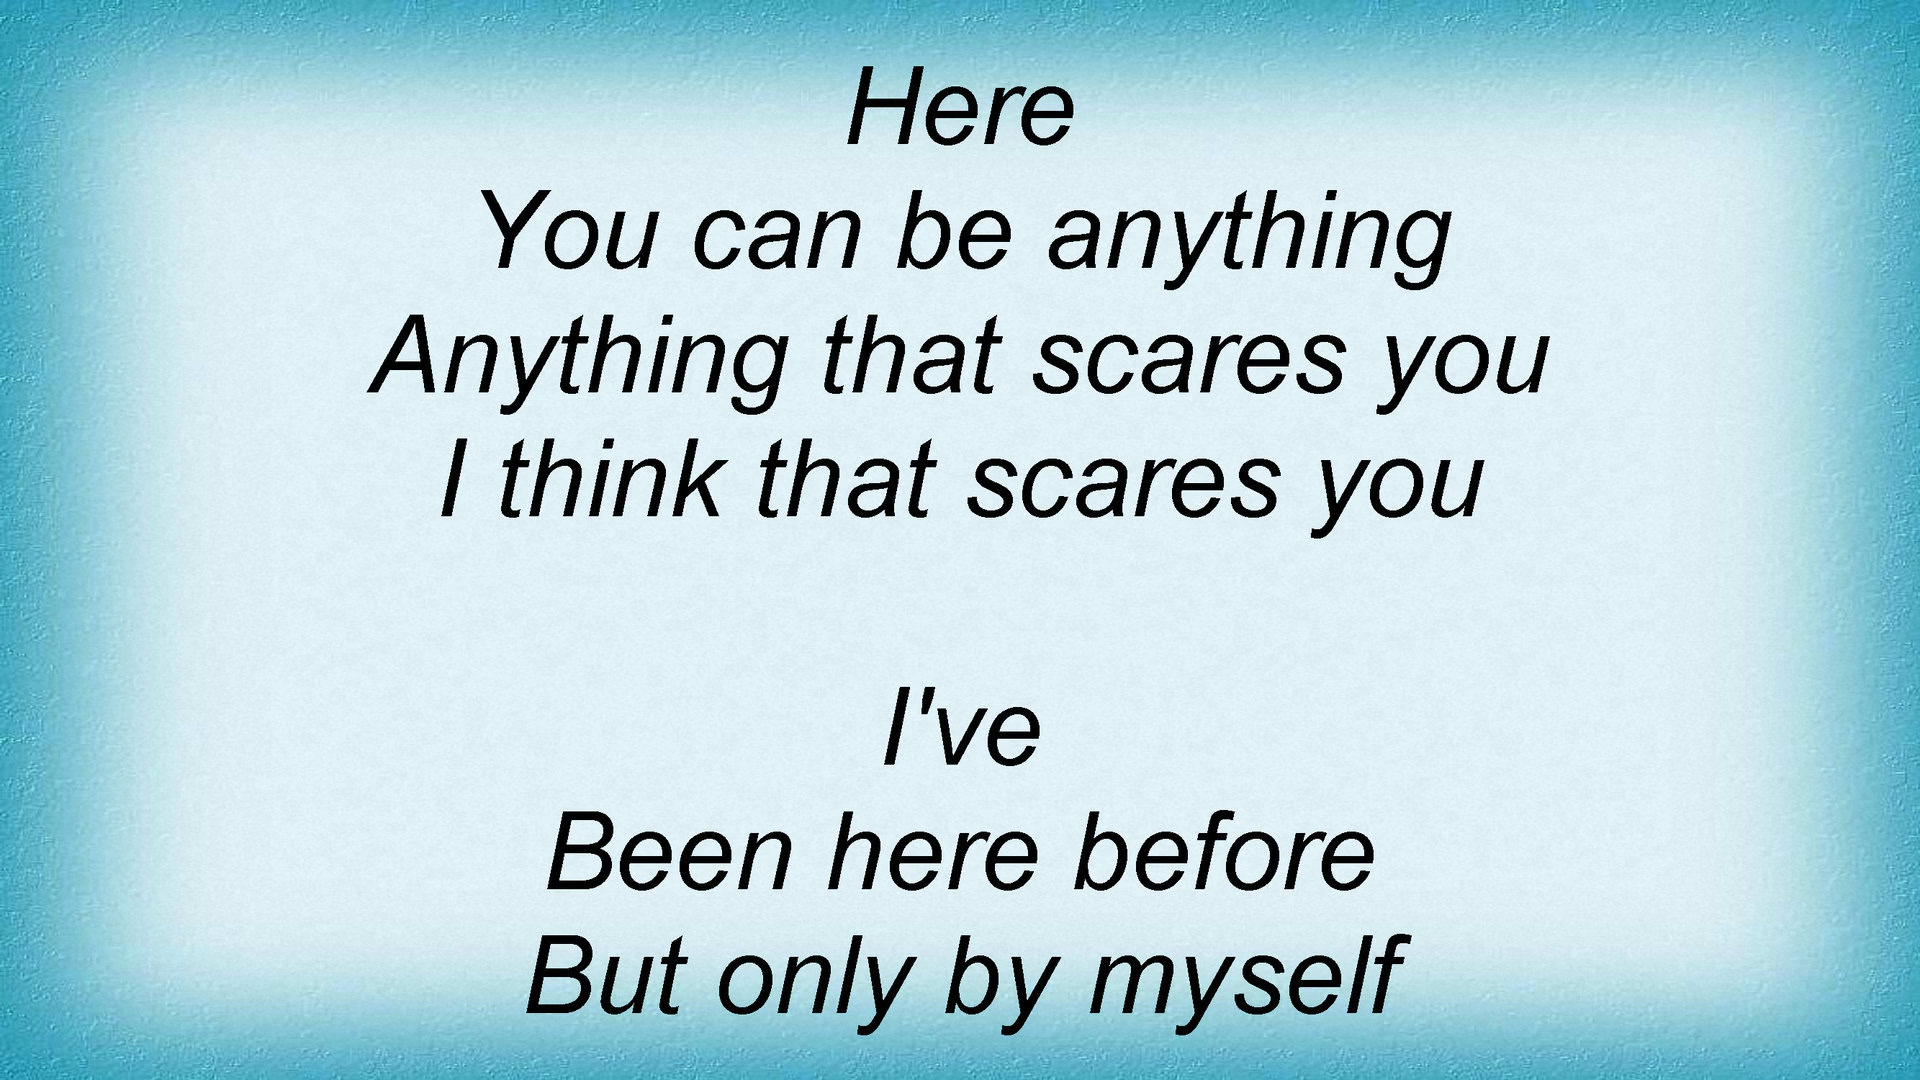 Here
You can be anything
Anything that scares you
I think that scares you
I've
Been here before
But only by myself